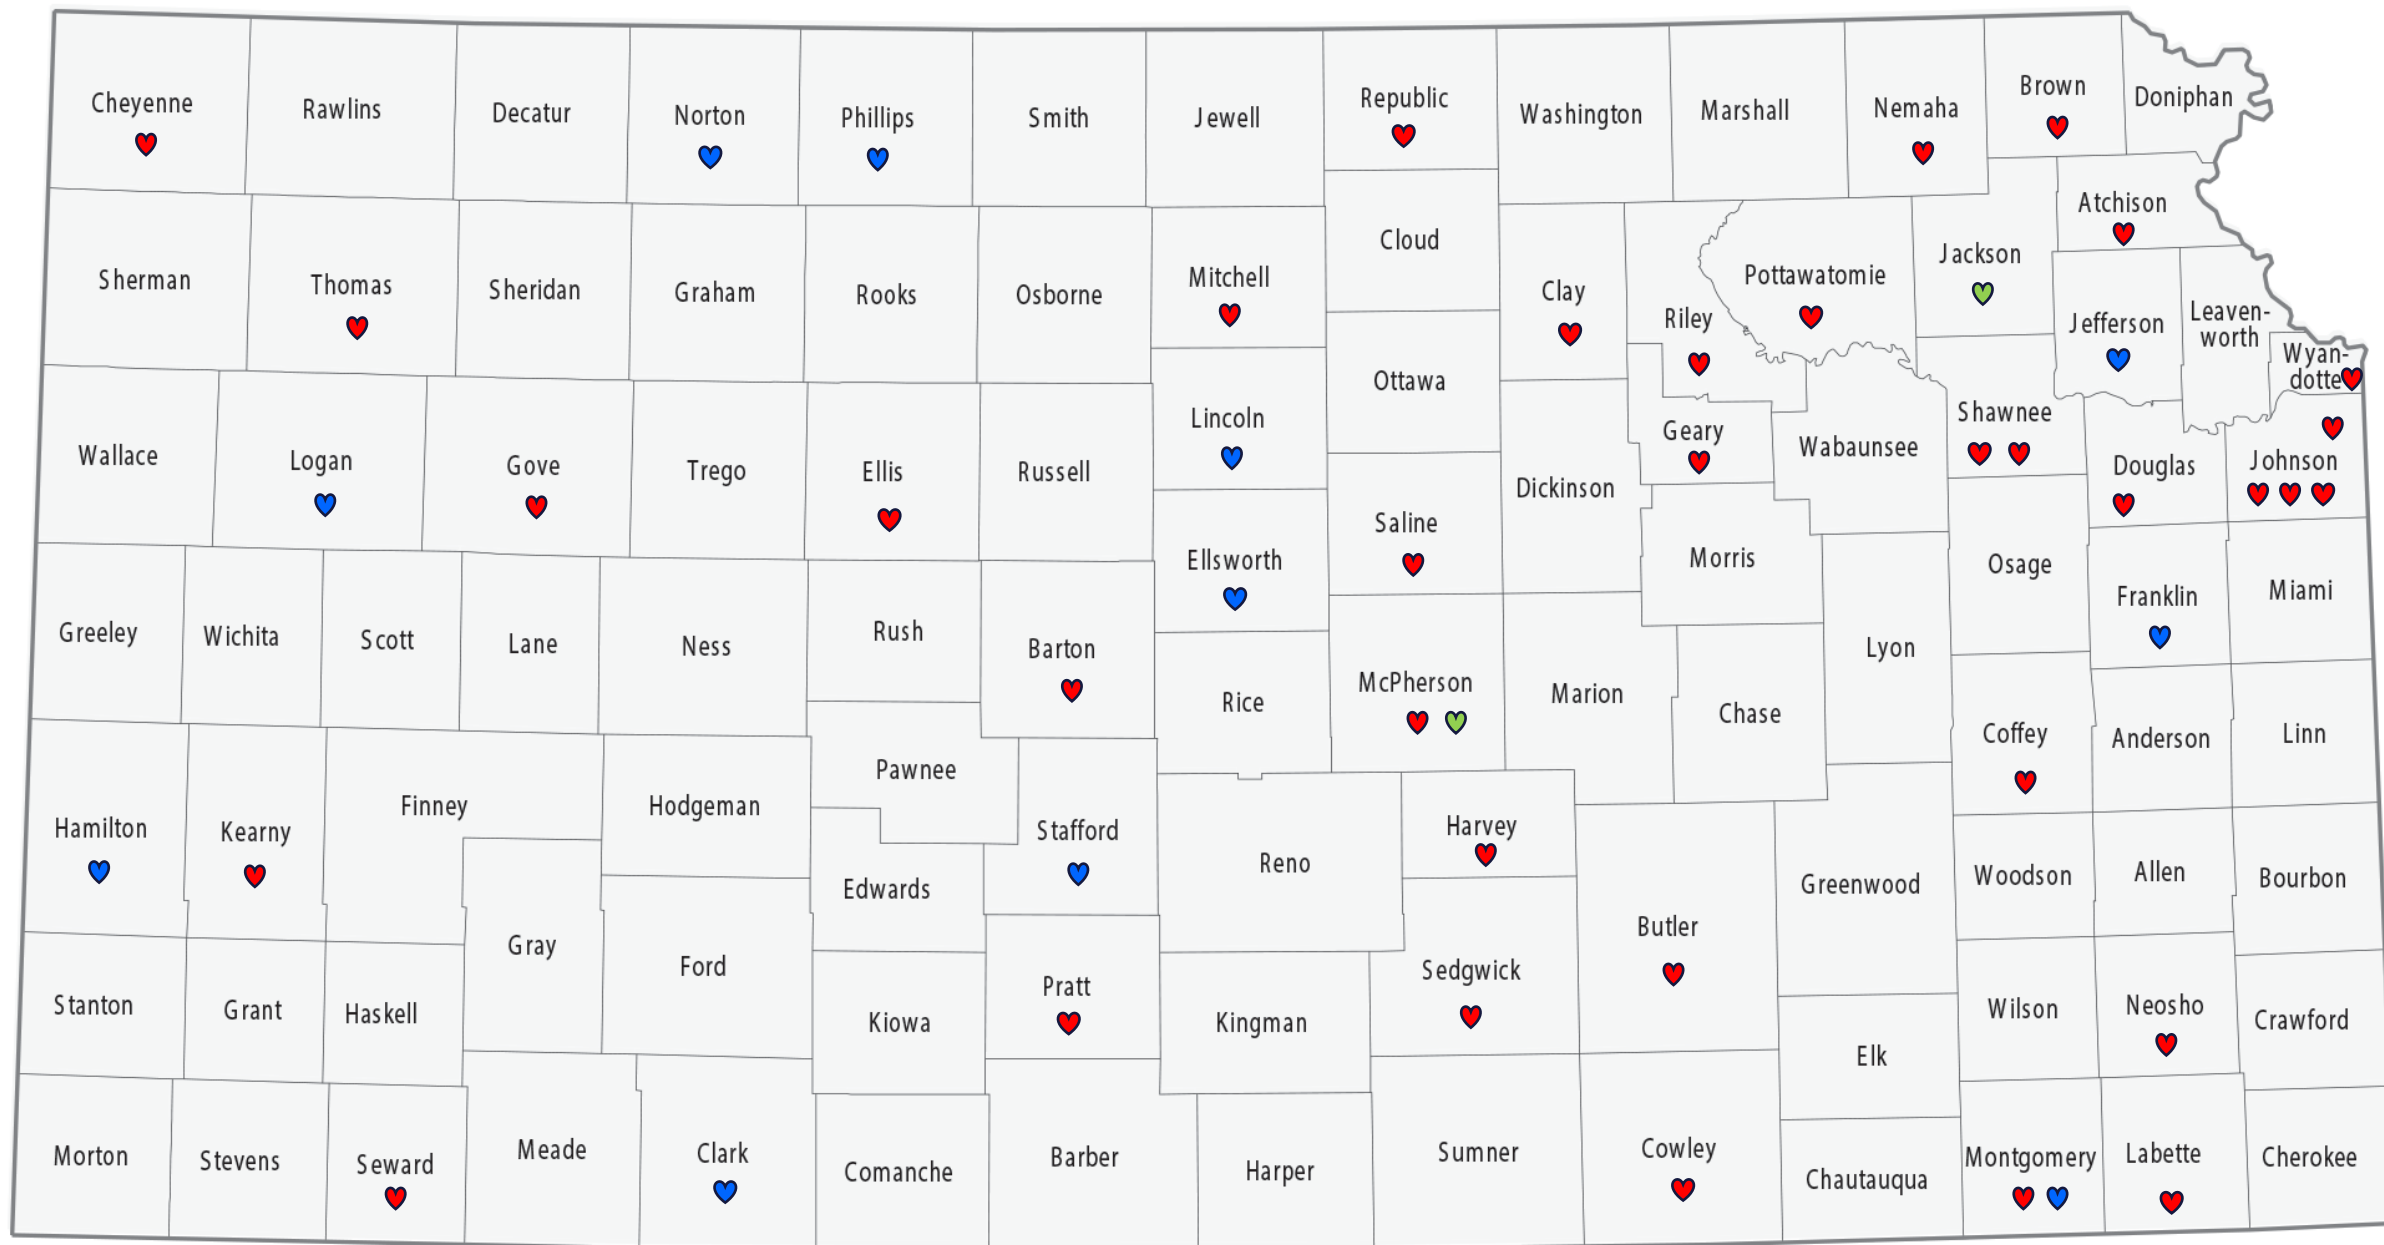 Cheyenne
Rawlins
Decatur
Norton
Phillips
Smith
Jewell
Republic
Washington
Marshall
Nemaha
Brown
Doniphan
Sherman
Thomas
Sheridan
Graham
Rooks
Osborne
Mitchell
Cloud
Clay
Riley
Pottawatomie
Jackson
Atchison
Jefferson
Leaven-
worth
Wyan-
dotte
Wallace
Logan
Gove
Trego
Ellis
Russell
Lincoln
Ottawa
Dickinson
Geary
Wabaunsee
Shawnee
Douglas
Johnson
Ellsworth
Saline
Morris
Osage
Franklin
Miami
Greeley
Wichita
Scott
Lane
Ness
Rush
Barton
Rice
McPherson
Marion
Chase
Lyon
Coffey
Anderson
Linn
Hamilton
Kearny
Finney
Hodgeman
Pawnee
Stafford
Edwards
Reno
Harvey
Butler
Greenwood
Woodson
Allen
Bourbon
Stanton
Grant
Haskell
Gray
Ford
Kiowa
Pratt
Kingman
Sedgwick
Elk
Wilson
Neosho
Crawford
Morton
Stevens
Seward
Meade
Clark
Comanche
Barber
Harper
Sumner
Cowley
Chautauqua
Montgomery
Labette
Cherokee